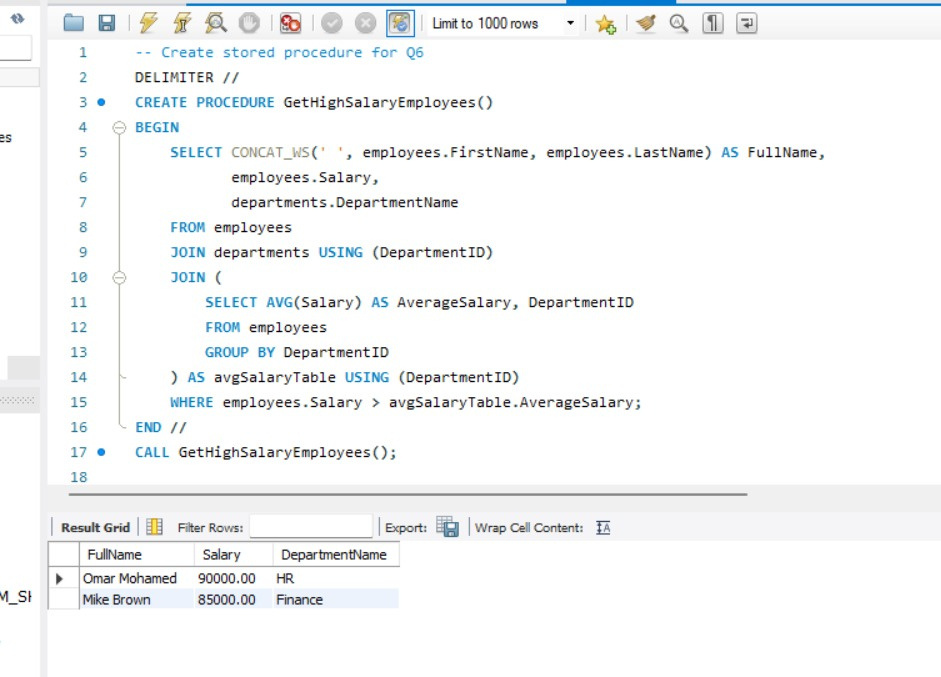 Limit to 1000 rows
1 -- Create stored procedure for Q6
2 DELIMITER //
3 CREATE PROCEDURE GetHighSalaryEmployees()
4 BEGIN
5 SELECT CONCAT_WS(' ', employees.FirstName, employees.LastName) AS FullName,
es
6 employees.Salary,
7 departments.DepartmentName
8 FROM employees
9 JOIN departments USING (DepartmentID)
10 JOIN (
11 SELECT AVG(Salary) AS AverageSalary, DepartmentID
12 FROM employees
13 GROUP BY DepartmentID
14 ) AS avgSalaryTable USING (DepartmentID)
15 WHERE employees.Salary > avgSalaryTable.AverageSalary;
16 END //
17 CALL GetHighSalaryEmployees();
18
Result Grid Filter Rows: Export: Wrap Cell Content: IA
FullName Salary DepartmentName
Omar Mohamed 90000.00 HR
Mike Brown 85000.00 Finance